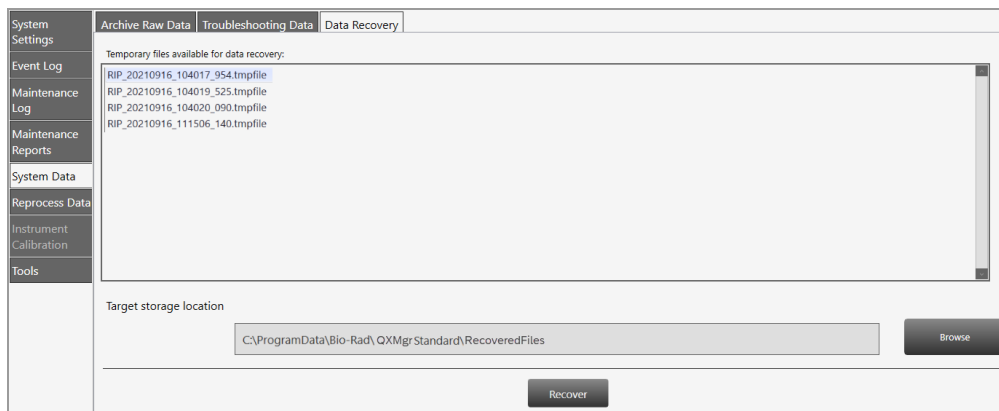 System
Settings
Event Log
Maintenance
Log
Maintenance
Reports
System Data
Reprocess Data
Instrument
Calibration
Tools
Archive Raw Data
Troubleshooting Data
Data Recovery
Temporary files available for data recovery:
RIP_20210916_104017_954.tmpfile
RIP_20210916_104019_525.tmpfile
RIP_20210916_104020_090.tmpfile
RIP_20210916_111506_140.tmpfile
Target storage location
C:\ProgramData\Bio-Rad\QXMgrStandard\RecoveredFiles
Browse
Recover